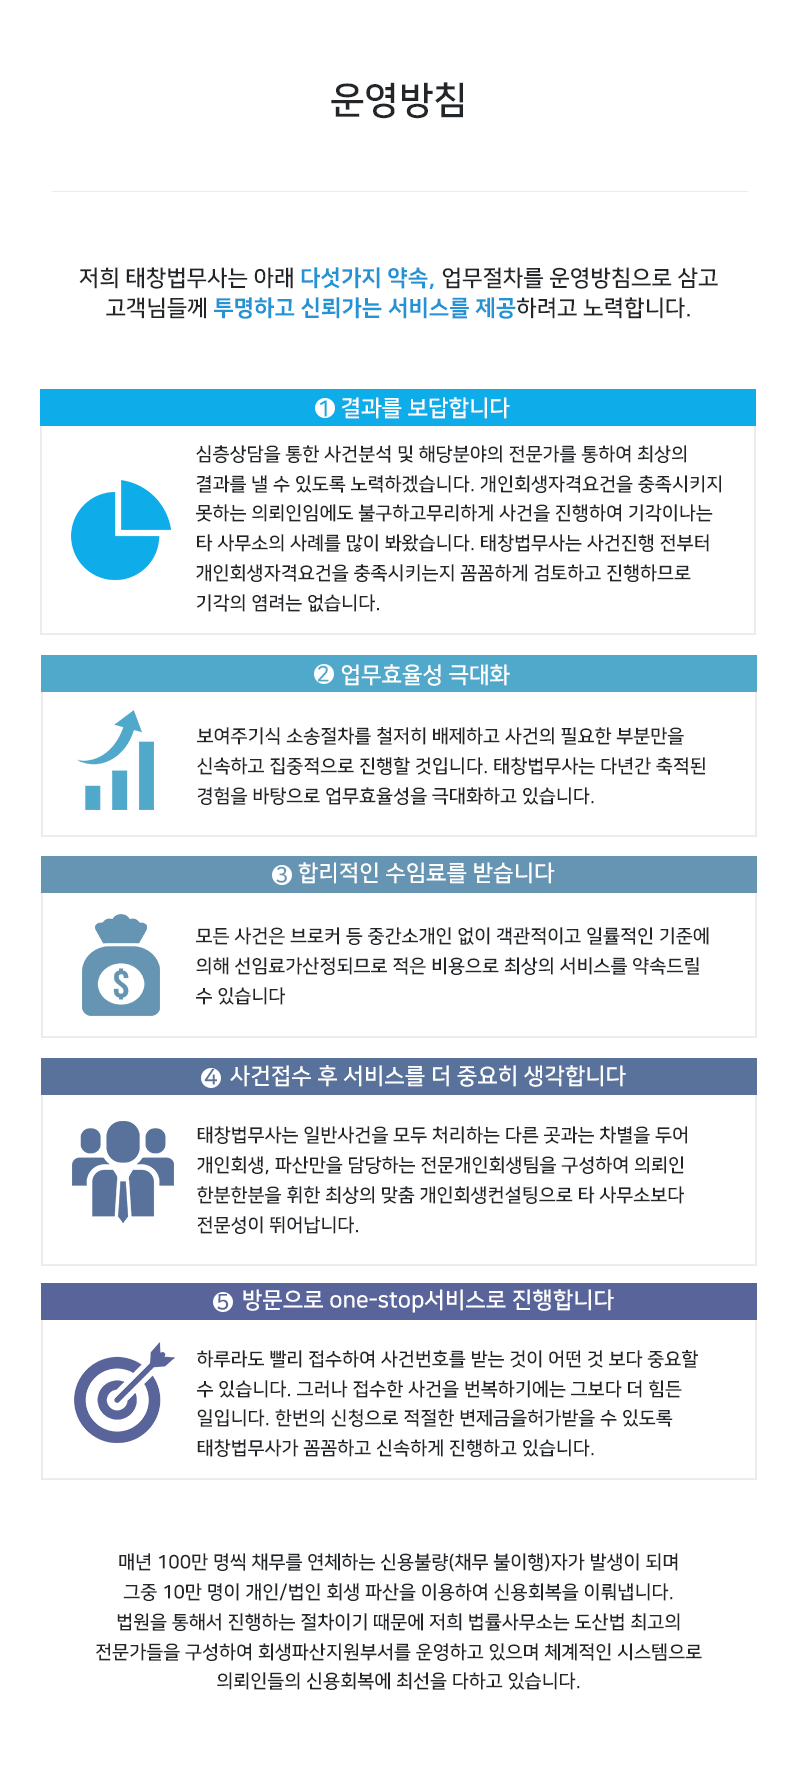 운영방침
저희 태창법무사는 아래 다섯가지 약속, 업무절차를 운영방침으로 삼고
고객님들께 투명하고 신뢰가는 서비스를 제공하려고 노력합니다.
❶ 결과를 보답합니다
심층상담을 통한 사건분석 및 해당분야의 전문가를 통하여 최상의
결과를 낼 수 있도록 노력하겠습니다. 개인회생자격요건을 충족시키지
못하는 의뢰인임에도 불구하고무리하게 사건을 진행하여 기각이나는
타 사무소의 사례를 많이 봐왔습니다. 태창법무사는 사건진행 전부터
개인회생자격요건을 충족시키는지 꼼꼼하게 검토하고 진행하므로
기각의 염려는 없습니다.
❷ 업무효율성 극대화
보여주기식 소송절차를 철저히 배제하고 사건의 필요한 부분만을
신속하고 집중적으로 진행할 것입니다. 태창법무사는 다년간 축적된
경험을 바탕으로 업무효율성을 극대화하고 있습니다.
❸ 합리적인 수임료를 받습니다
$
모든 사건은 브로커 등 중간소개인 없이 객관적이고 일률적인 기준에
의해 선임료가산정되므로 적은 비용으로 최상의 서비스를 약속드릴
수 있습니다
❹ 사건접수 후 서비스를 더 중요히 생각합니다
태창법무사는 일반사건을 모두 처리하는 다른 곳과는 차별을 두어
개인회생, 파산만을 담당하는 전문개인회생팀을 구성하여 의뢰인
한분한분을 휘한 최상의 맞춤 개인회생컨설팅으로 타 사무소보다
전문성이 뛰어납니다.
❺ 방문으로 one-stop서비스로 진행합니다
하루라도 빨리 접수하여 사건번호를 받는 것이 어떤 것 보다 중요할
수 있습니다. 그러나 접수한 사건을 번복하기에는 그보다 더 힘든
일입니다. 한번의 신청으로 적절한 변제금을허가받을 수 있도록
태창법무사가 꼼꼼하고 신속하게 진행하고 있습니다.
매년 100만 명씩 채무를 연체하는 신용불량(채무 불이행)자가 발생이 되며
그중 10만 명이 개인/법인 회생 파산을 이용하여 신용회복을 이뤄냅니다.
법원을 통해서 진행하는 절차이기 때문에 저희 법률사무소는 도산법 최고의
전문가들을 구성하여 회생파산지원부서를 운영하고 있으며 체계적인 시스템으로
의뢰인들의 신용회복에 최선을 다하고 있습니다.